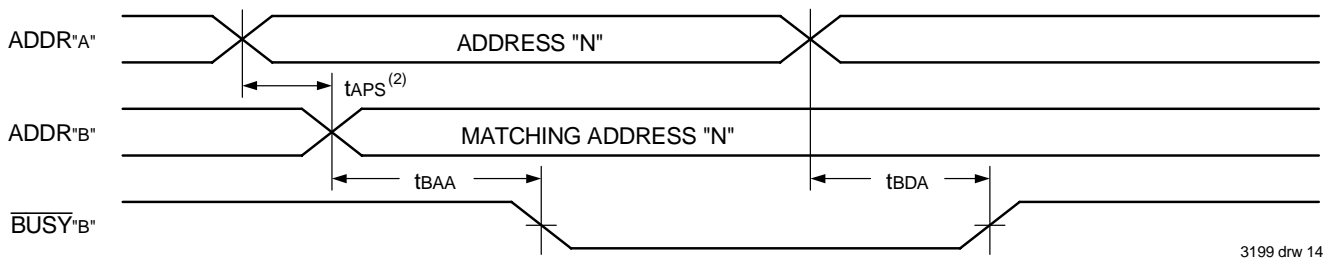 ADDR"A"
ADDRESS "N"
tAPS(2)
ADDR"B"
MATCHING ADDRESS "N"
tBAA
tBDA
BUSY"B"
3199 drw 14